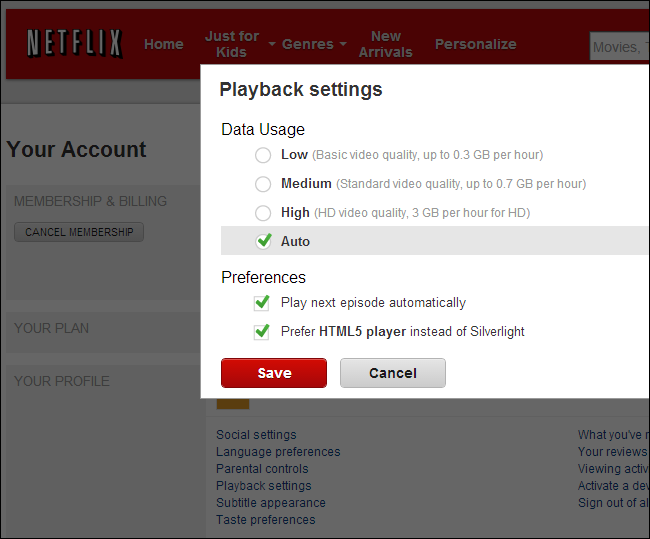 NETFLIX
Home
Just for
Kids
Genres
New
Arrivals
Personalize
Movies,
Playback settings
Your Account
Data Usage
Low (Basic video quality, up to 0.3 GB per hour)
Medium (Standard video quality, up to 0.7 GB per hour)
High (HD video quality, 3 GB per hour for HD)
Auto
MEMBERSHIP & BILLING
CANCEL MEMBERSHIP
Preferences
Play next episode automatically
Prefer HTML5 player instead of Silverlight
YOUR PLAN
Save
Cancel
YOUR PROFILE
Social settings
Language preferences
Parental controls
Playback settings
Subtitle appearance
Taste preferences
What you've
Your reviews
Viewing
Activate a
Sign out of